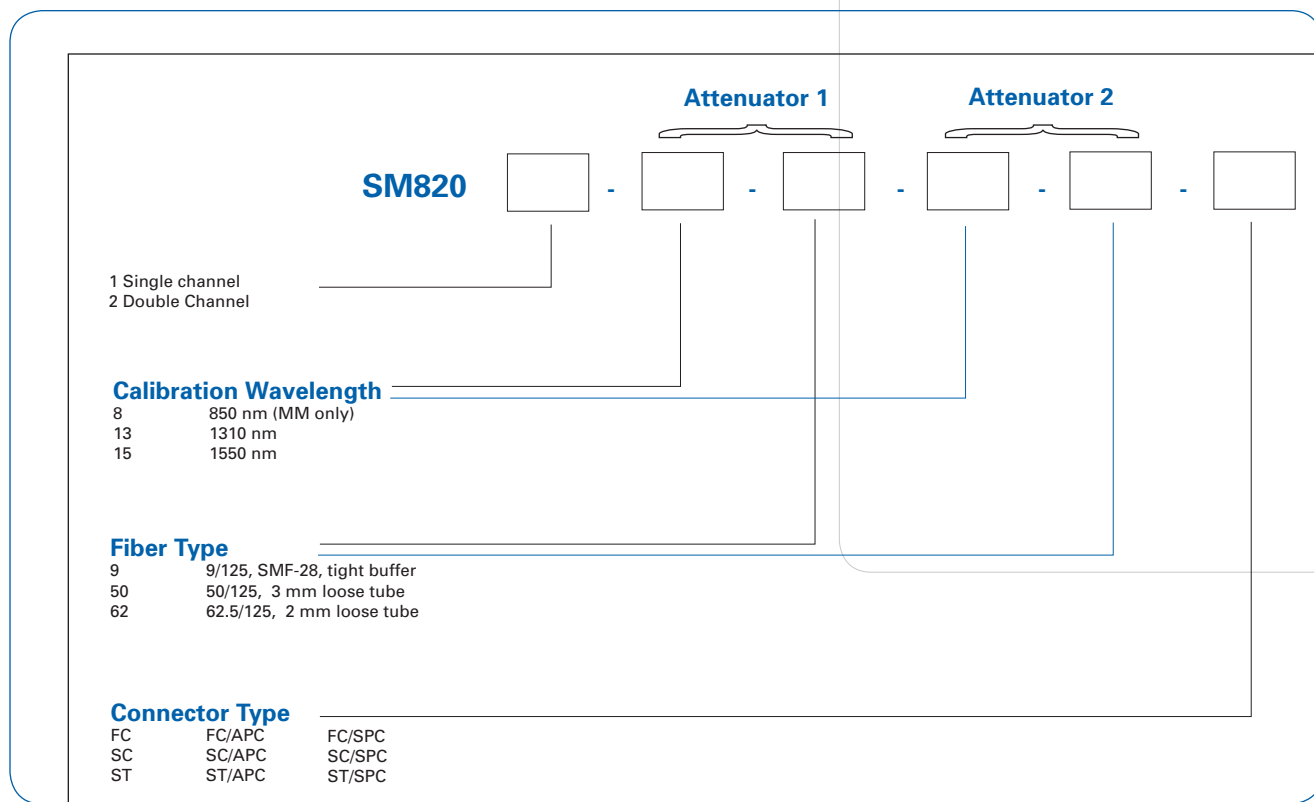 Attenuator 1 Attenuator 2
SM820 - - - - -
1 Single channel
2 Double Channel
Calibration Wavelength
8 850 nm (MM only)
13 1310 nm
15 1550 nm
Fiber Type
9 9/125, SMF-28, tight buffer
50 50/125, 3 mm loose tube
62 62.5/125, 2 mm loose tube
Connector Type
FC FC/APC FC/SPC
SC SC/APC SC/SPC
ST ST/APC ST/SPC